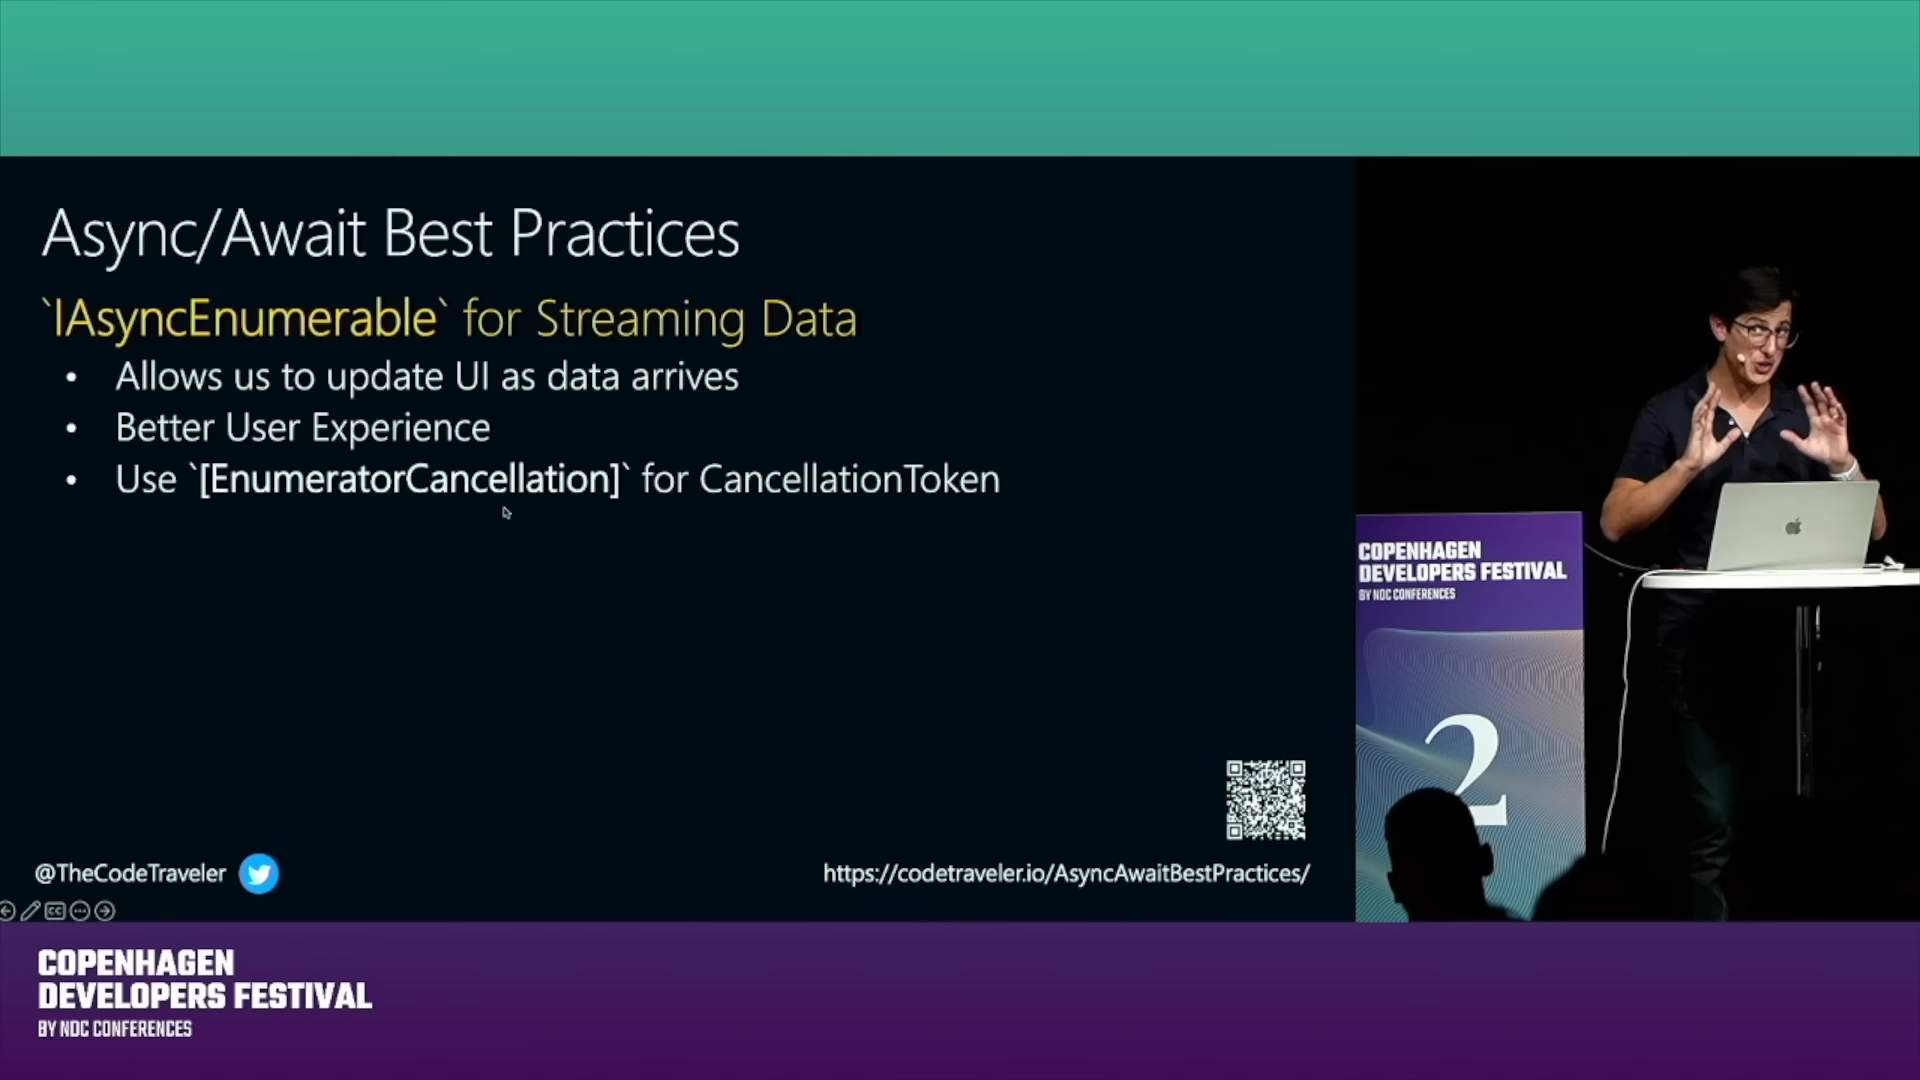 Async/Await Best Practices
`IAsyncEnumerable` for Streaming Data
• Allows us to update UI as data arrives
• Better User Experience
• Use `[EnumeratorCancellation]` for CancellationToken
@TheCodeTraveler
https://codetraveler.io/AsyncAwaitBestPractices/
CC
COPENHAGEN
DEVELOPERS FESTIVAL
BY NDC CONFERENCES
2
COPENHAGEN
DEVELOPERS FESTIVAL
BY NDC CONFERENCES